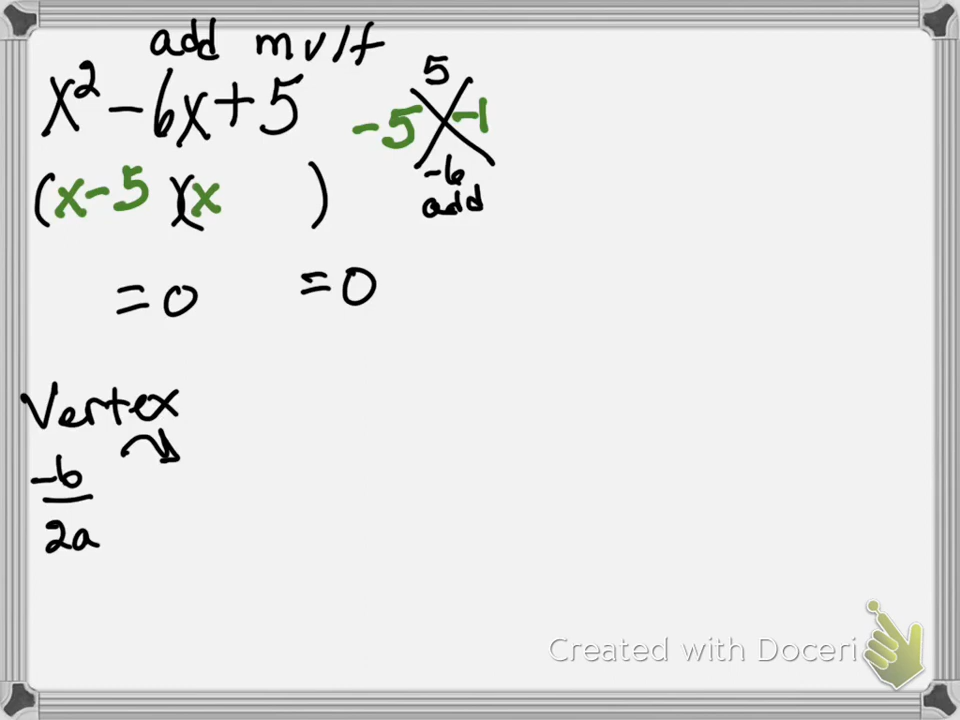 add mult
x² - 6x + 5
5
-5 -1
-6
add
(x - 5)(x )
= 0 = 0
Vertex
-b
2a
Created with Doceri